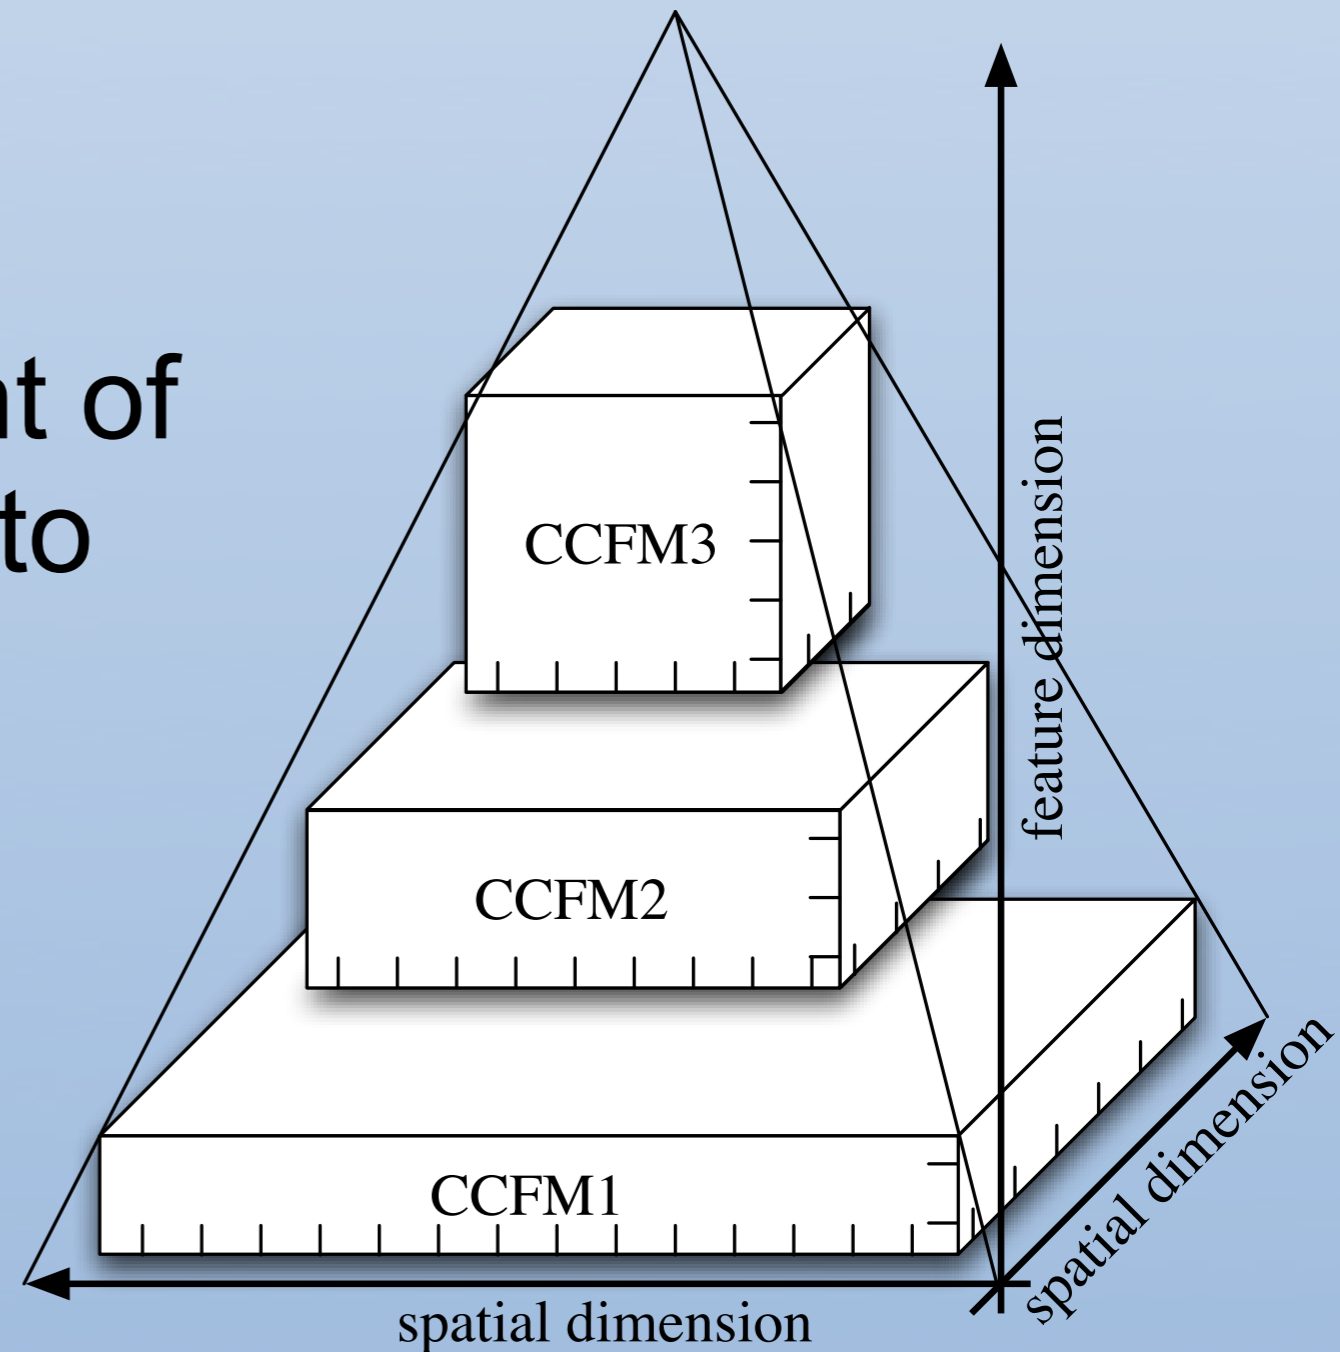 nt of
to
CCFM3
feature dimension
CCFM2
CCFM1
spatial dimension
spatial dimension